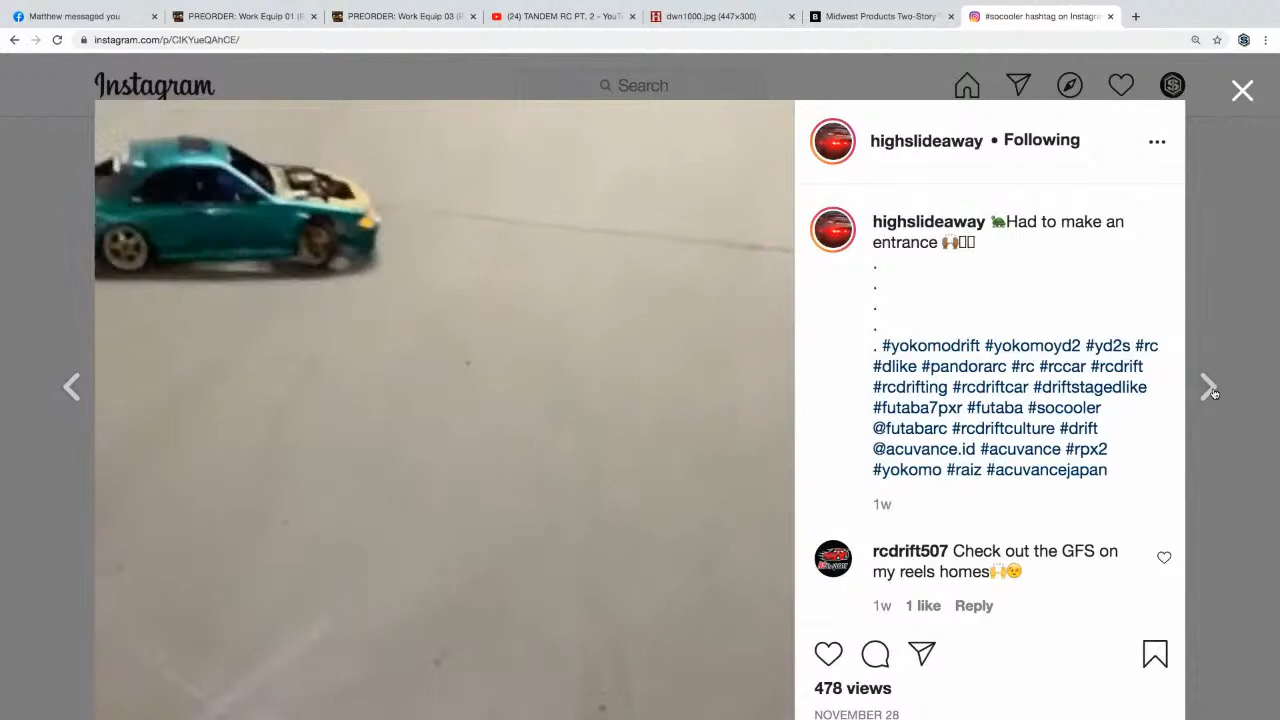 Matthew messaged you
PREORDER: Work Equip 01 (E
PREORDER: Work Equip 03 (F
(24) TANDEM RC PT. 2 - YouT
dwn1000.jpg (447×300)
Midwest Products Two-Story
#socooler hashtag on Instagra
instagram.com/p/CIKYueQAhCE/
Instagram
Search
highslideaway • Following
highslideaway 🐢Had to make an
entrance 🙌🏾
.
.
.
.
. #yokomodrift #yokomoyd2 #yd2s #rc
#dlike #pandorarc #rc #rccar #rcdrift
#rcdrifting #rcdriftcar #driftstagedlike
#futaba7pxr #futaba #socooler
@futabarc #rcdriftculture #drift
@acuvance.id #acuvance #rpx2
#yokomo #raiz #acuvancejapan
1w
rcdrift507 Check out the GFS on
my reels homes🙌😉
1w 1 like Reply
478 views
NOVEMBER 28